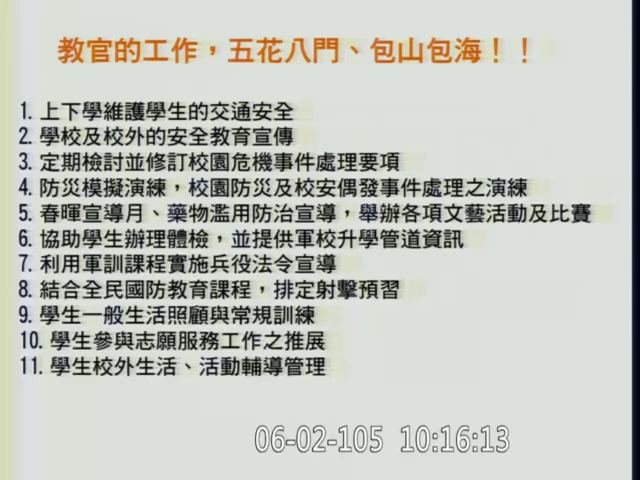 教官的工作，五花八門、包山包海！！
1. 上下學維護學生的交通安全
2. 學校及校外的安全教育宣傳
3. 定期檢討並修訂校園危機事件處理要項
4. 防災模擬演練，校園防災及校安偶發事件處理之演練
5. 春暉宣導月、藥物濫用防治宣導，舉辦各項文藝活動及比賽
6. 協助學生辦理體檢，並提供軍校升學管道資訊
7. 利用軍訓課程實施兵役法令宣導
8. 結合全民國防教育課程，排定射擊預習
9. 學生一般生活照顧與常規訓練
10. 學生參與志願服務工作之推展
11. 學生校外生活、活動輔導管理
06-02-105 10:16:13